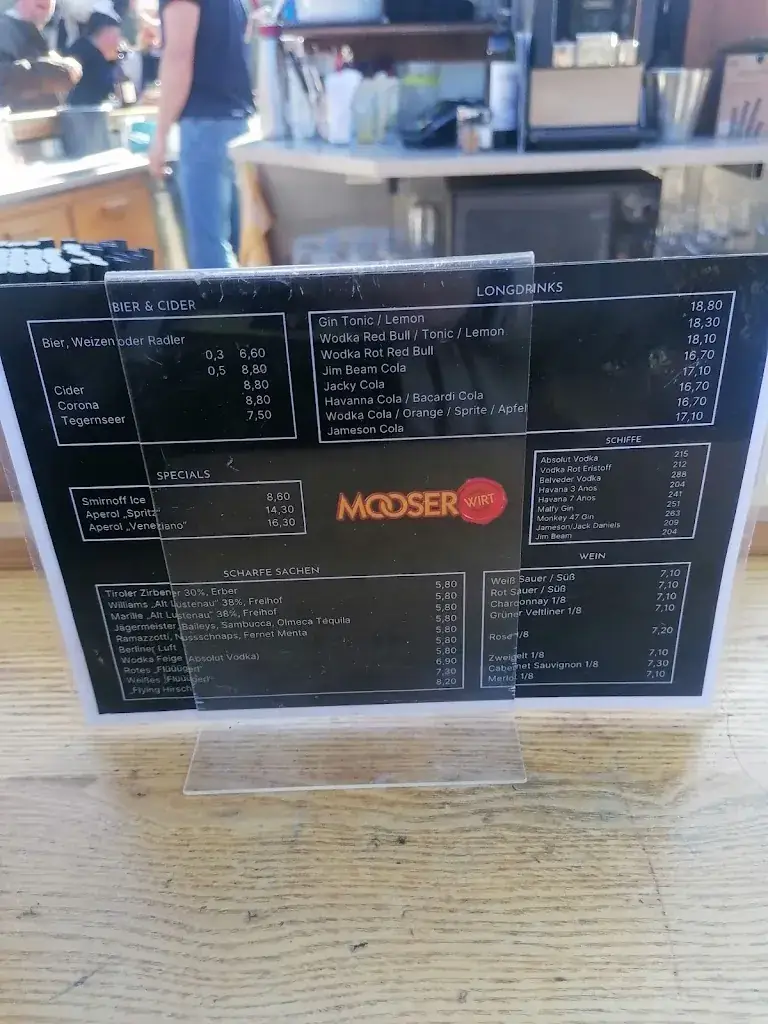 BIER & CIDER
Bier, Weizen oder Radler
0,3 6,60
0,5 8,80
Cider 8,80
Corona 8,80
Tegernseer 7,50
LONGDRINKS
Gin Tonic / Lemon 18,80
Wodka Red Bull / Tonic / Lemon 18,30
Wodka Rot Red Bull 18,10
Jim Beam Cola 16,70
Jacky Cola 17,10
Havanna Cola / Bacardi Cola 16,70
Wodka Cola / Orange / Sprite / Apfel 16,70
Jameson Cola 17,10
SPECIALS
Smirnoff Ice 8,60
Aperol „Spritz“ 14,30
Aperol „Veneziano“ 16,30
MOOSER WIRT
SCHIFFE
Absolut Vodka 215
Vodka Rot Eristoff 212
Belveder Vodka 288
Havana 3 Anos 204
Havana 7 Anos 241
Malfy Gin 251
Monkey 47 Gin 263
Jameson/Jack Daniels 209
Jim Beam 204
SCHARFE SACHEN
Tiroler Zirbener 30%, Erber 5,80
Williams „Alt Lustenau“ 38%, Freihof 5,80
Marille „Alt Lustenau“ 38%, Freihof 5,80
Jägermeister, Baileys, Sambucca, Olmeca Tequila 5,80
Ramazzotti, Nussschnaps, Fernet Menta 5,80
Berliner Luft 5,80
Wodka Feige (Absolut Vodka) 5,80
Rotes „Flüüügerl“ 6,90
Weißes „Flüüügerl“ 7,30
„Flying Hirsch“ 8,20
WEIN
Weiß Sauer / Süß 7,10
Rot Sauer / Süß 7,10
Chardonnay 1/8 7,10
Grüner Veltliner 1/8 7,10
Rosé 1/8 7,20
Zweigelt 1/8 7,10
Cabernet Sauvignon 1/8 7,30
Merlot 1/8 7,10